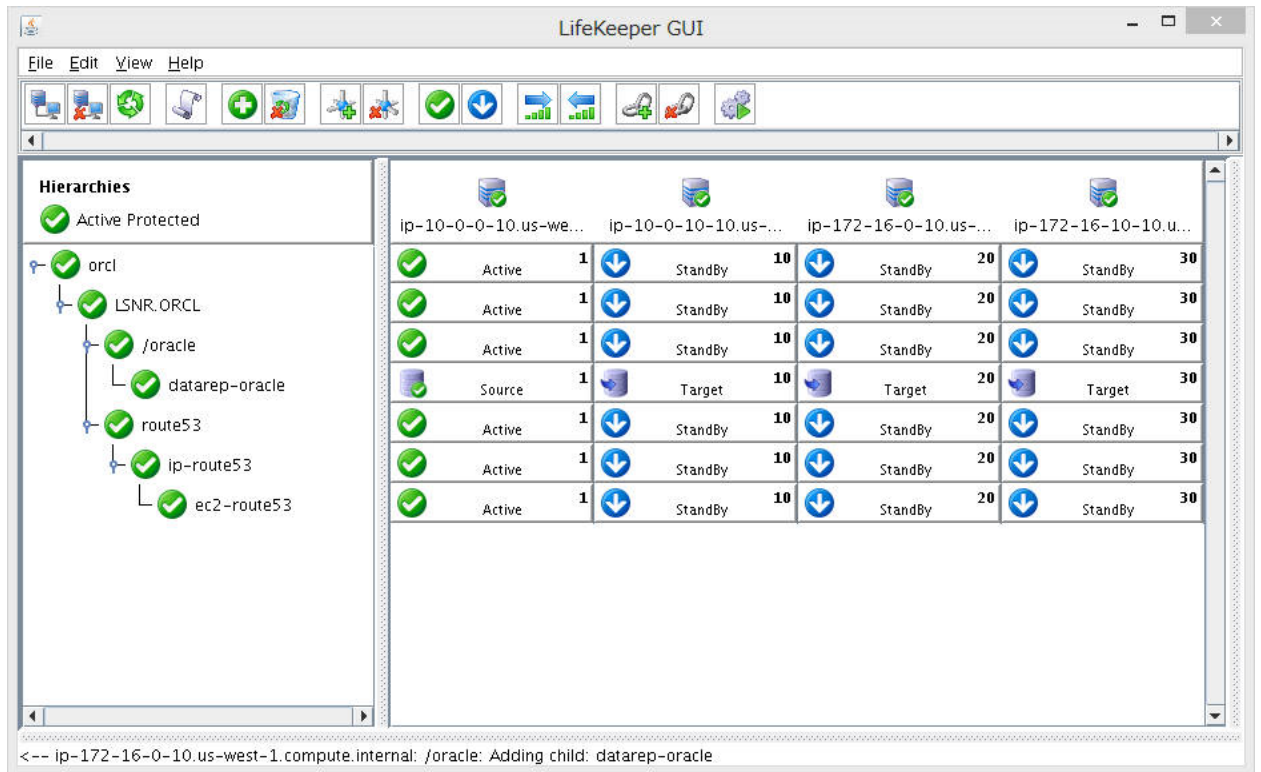 LifeKeeper GUI
File Edit View Help
Hierarchies
Active Protected
ip-10-0-0-10.us-we... ip-10-0-10-10.us-... ip-172-16-0-10.us-... ip-172-16-10-10.u...
orcl Active 1 StandBy 10 StandBy 20 StandBy 30
LSNR.ORCL Active 1 StandBy 10 StandBy 20 StandBy 30
/oracle Active 1 StandBy 10 StandBy 20 StandBy 30
datarep-oracle Source 1 Target 10 Target 20 Target 30
route53 Active 1 StandBy 10 StandBy 20 StandBy 30
ip-route53 Active 1 StandBy 10 StandBy 20 StandBy 30
ec2-route53 Active 1 StandBy 10 StandBy 20 StandBy 30
<-- ip-172-16-0-10.us-west-1.compute.internal: /oracle: Adding child: datarep-oracle